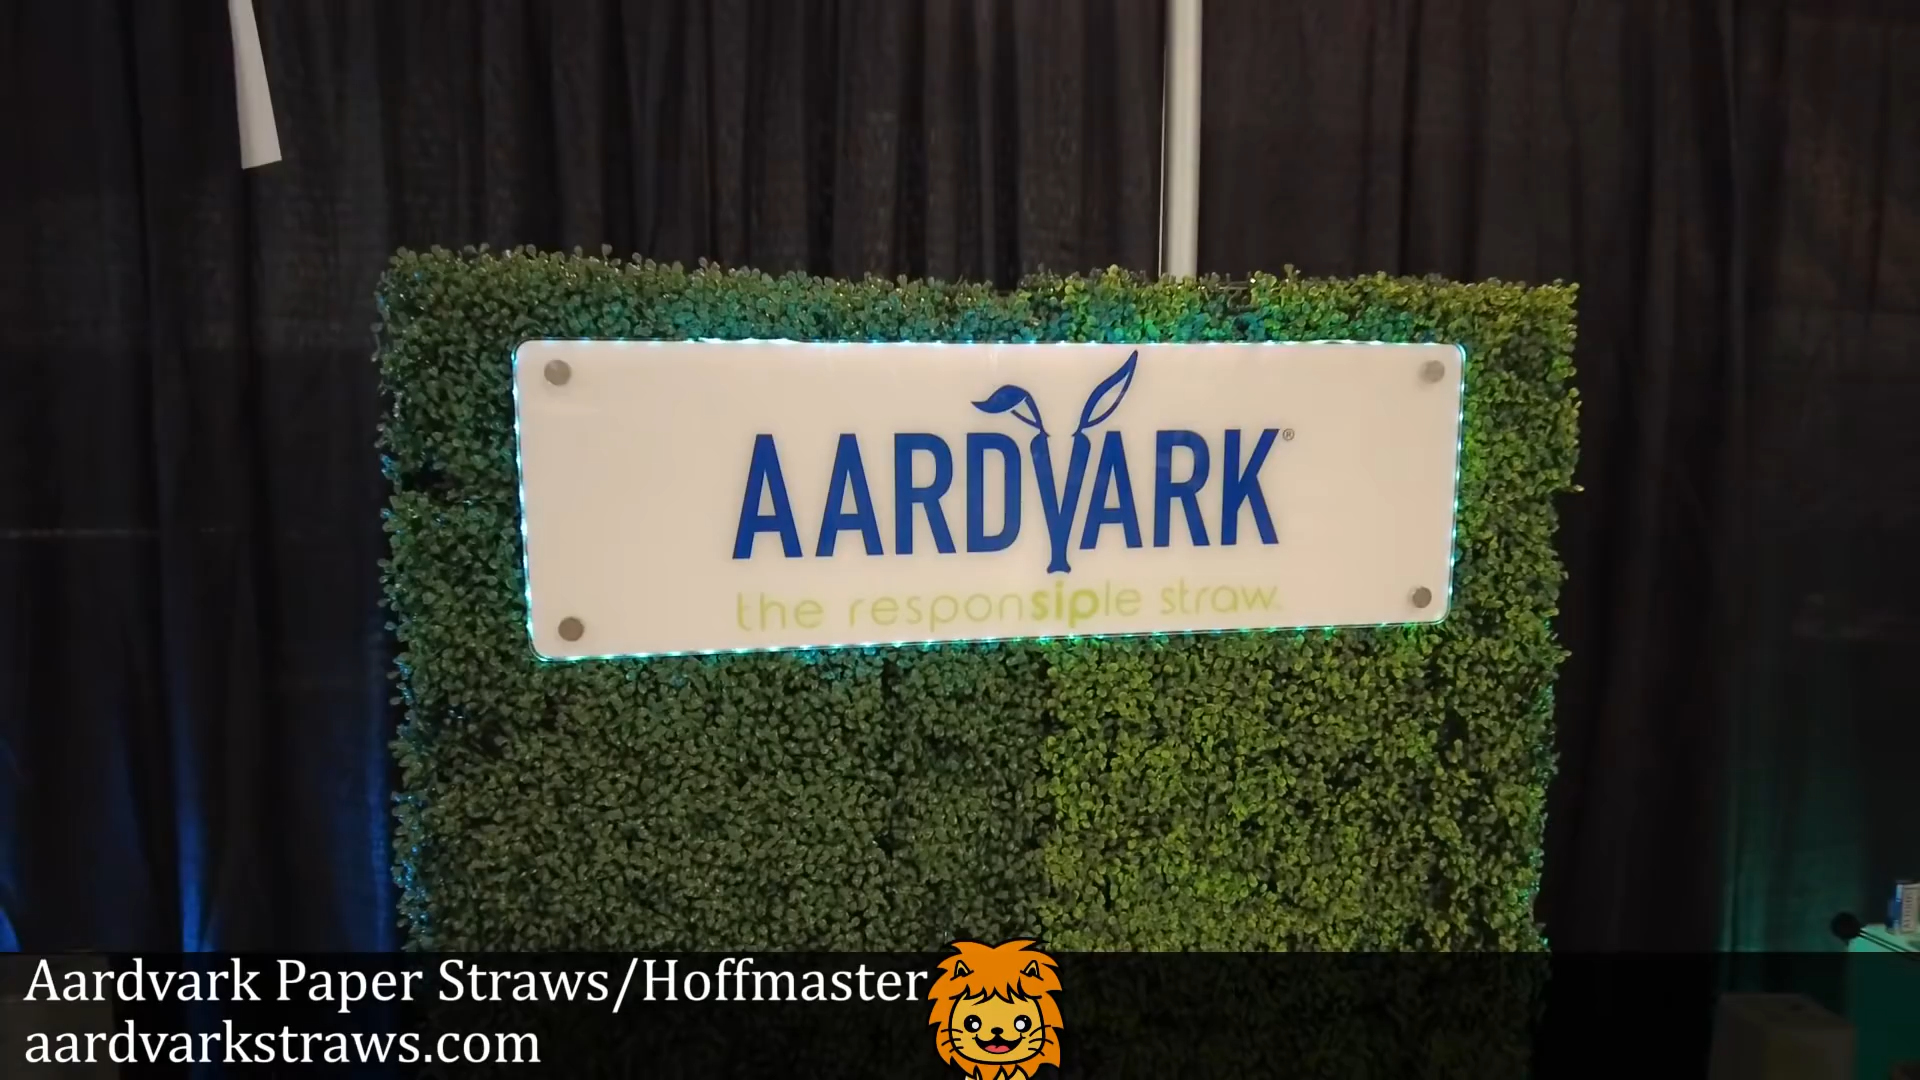 AARDVARK®
the responsiple straw.
Aardvark Paper Straws/Hoffmaster
aardvarkstraws.com